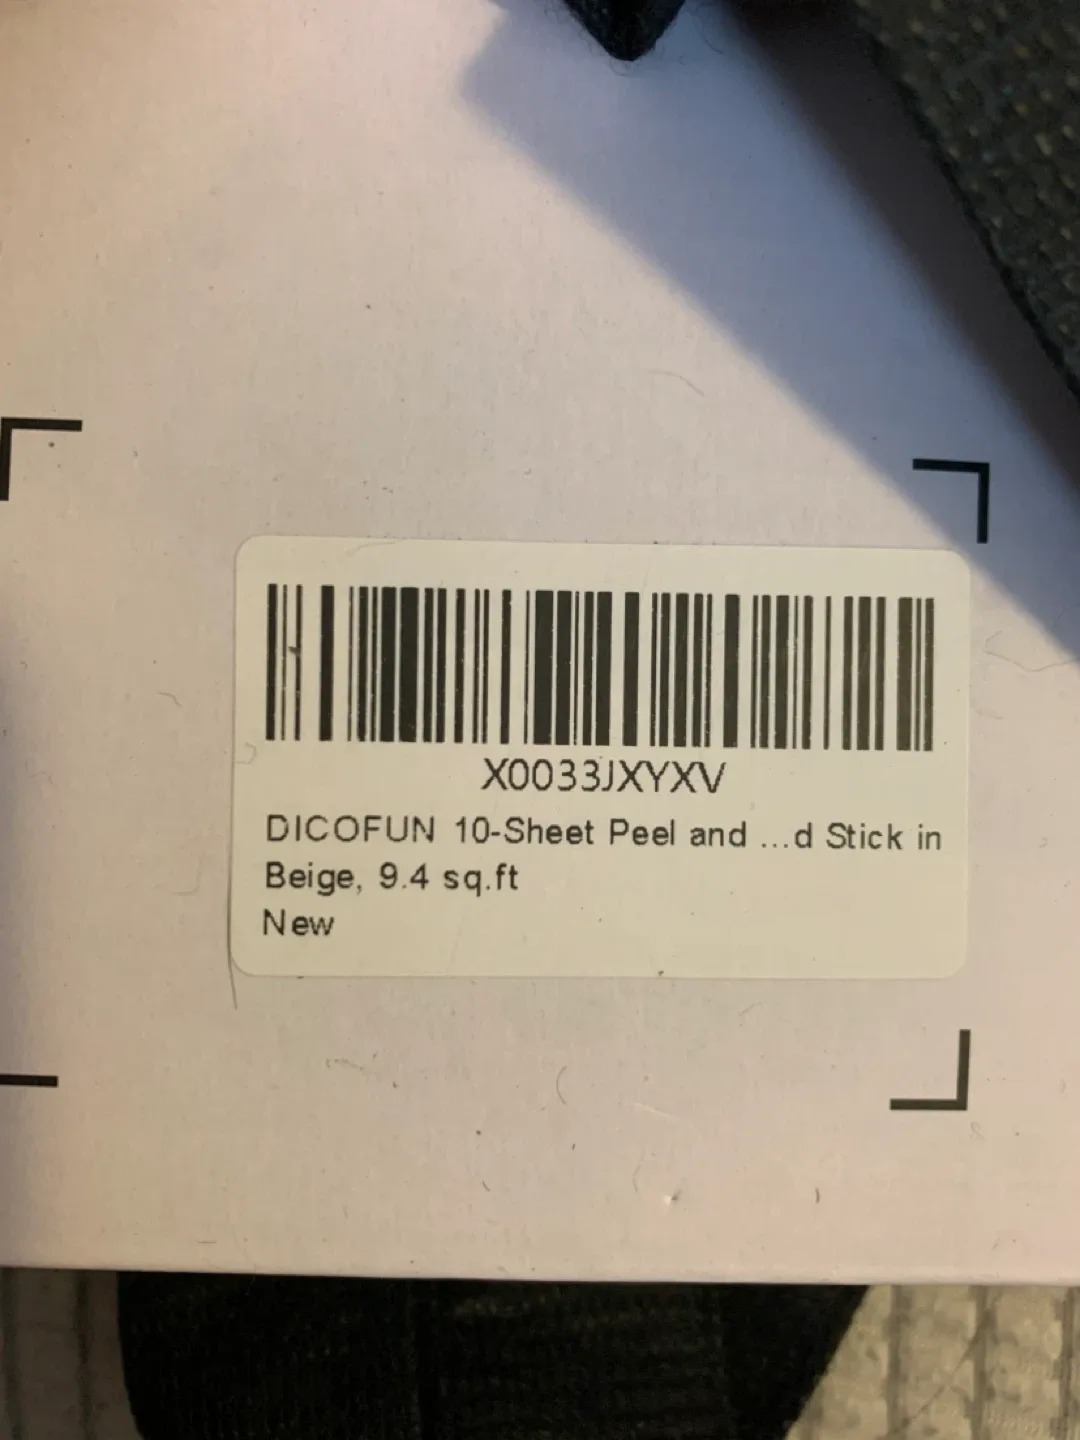 X0033JXYXV
DICOFUN 10-Sheet Peel and ...d Stick in
Beige, 9.4 sq.ft
New